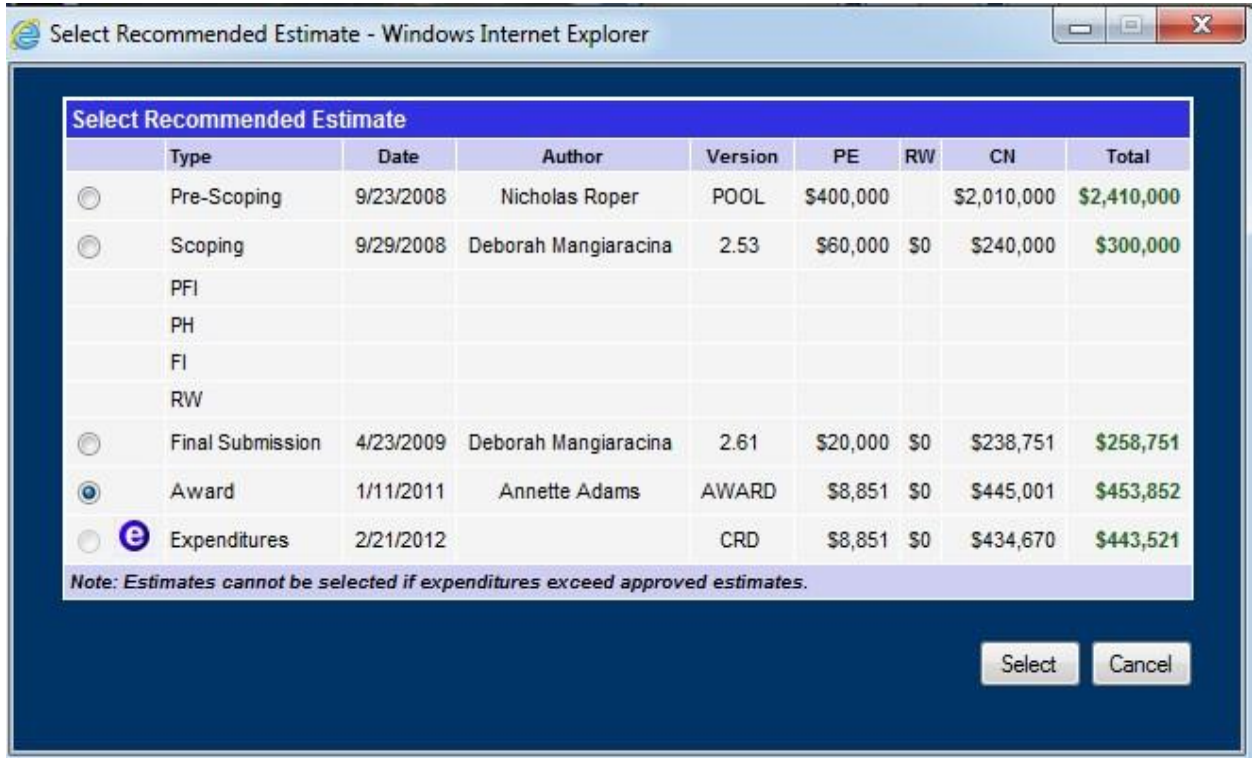 Select Recommended Estimate - Windows Internet Explorer
Select Recommended Estimate
Type Date Author Version PE RW CN Total
Pre-Scoping 9/23/2008 Nicholas Roper POOL $400,000 $2,010,000 $2,410,000
Scoping 9/29/2008 Deborah Mangiaracina 2.53 $60,000 $0 $240,000 $300,000
PFI
PH
FI
RW
Final Submission 4/23/2009 Deborah Mangiaracina 2.61 $20,000 $0 $238,751 $258,751
Award 1/11/2011 Annette Adams AWARD $8,851 $0 $445,001 $453,852
e Expenditures 2/21/2012 CRD $8,851 $0 $434,670 $443,521
Note: Estimates cannot be selected if expenditures exceed approved estimates.
Select Cancel